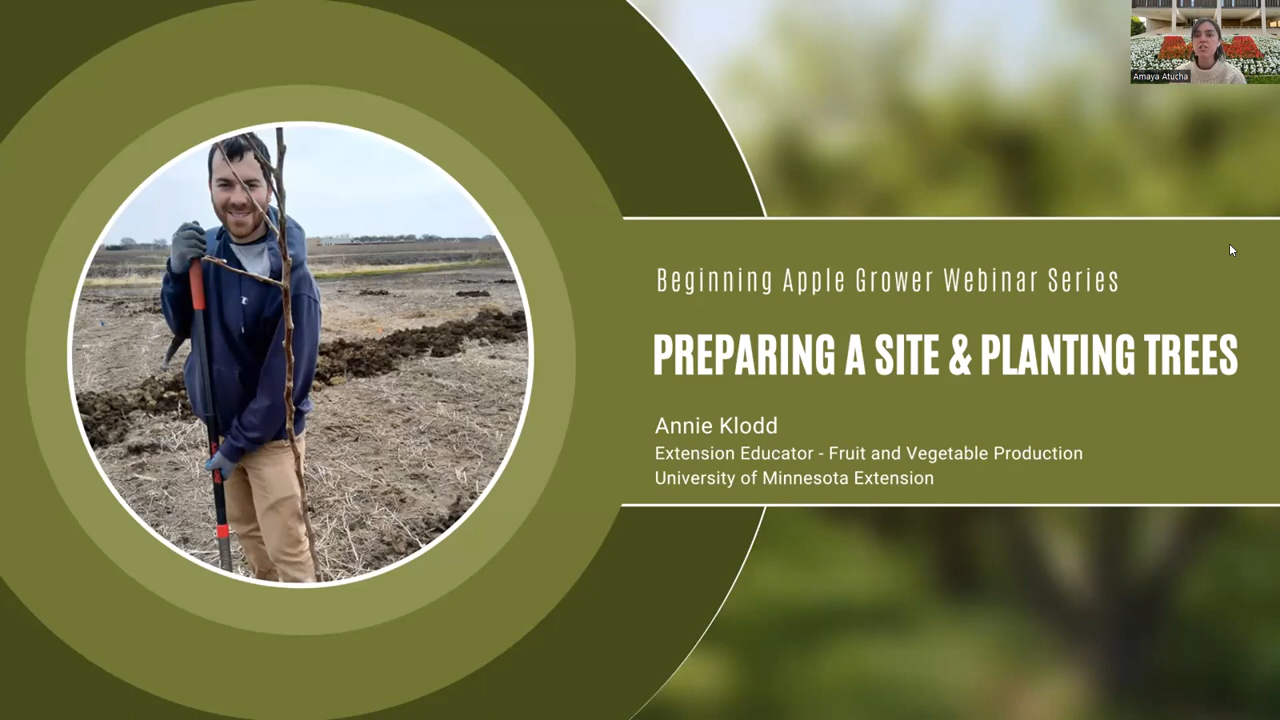 Amaya Atucha
Beginning Apple Grower Webinar Series
PREPARING A SITE & PLANTING TREES
Annie Klodd
Extension Educator - Fruit and Vegetable Production
University of Minnesota Extension